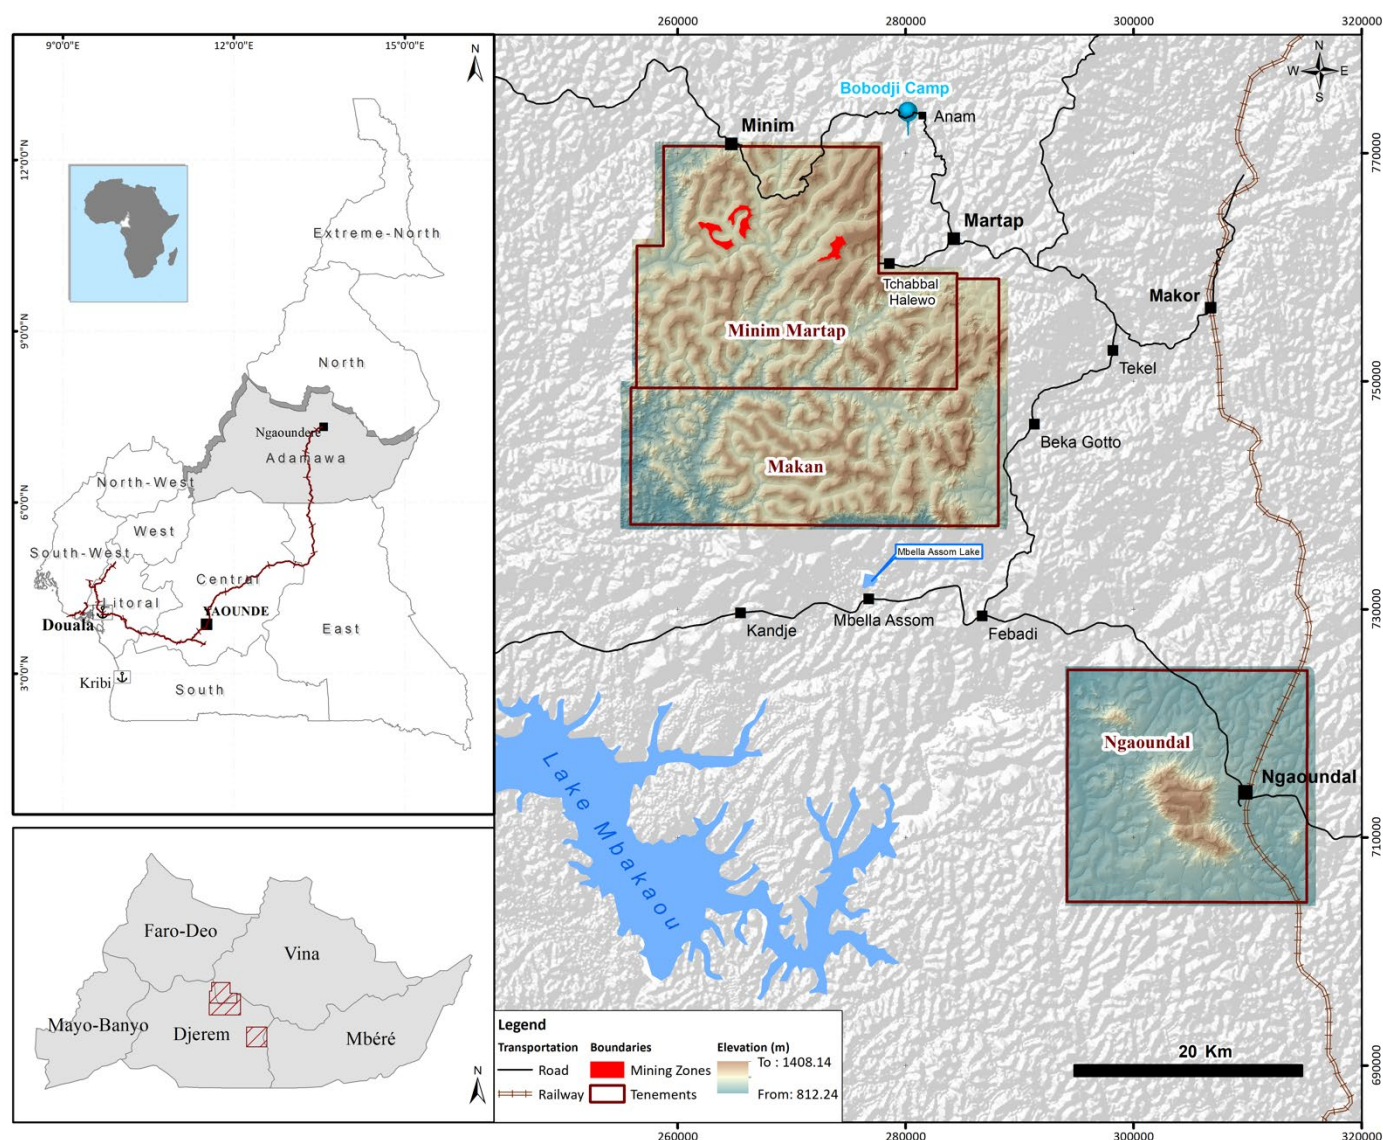 9°0'0"E
12°0'0"E
15°0'0"E
N
12°0'0"N
9°0'0"N
6°0'0"N
3°0'0"N
Extreme-North
North
Ngaoundere
Adamawa
North-West
West
South-West
Central
Litoral
YAOUNDE
Douala
East
Kribi
South
Faro-Deo
Vina
Mayo-Banyo
Djerem
Mbéré
N
260000
280000
300000
320000
N
W
E
S
Bobodji Camp
Anam
Minim
Martap
Tchabbal
Halewo
Makor
Minim Martap
Tekel
Beka Gotto
Makan
Mbella Assom Lake
Kandje
Mbella Assom
Febadi
Ngaoundal
Ngaoundal
Lake Mbakaou
770000
750000
730000
710000
690000
Legend
Transportation
Road
Railway
Boundaries
Mining Zones
Tenements
Elevation (m)
To : 1408.14
From: 812.24
20 Km
260000
280000
300000
320000